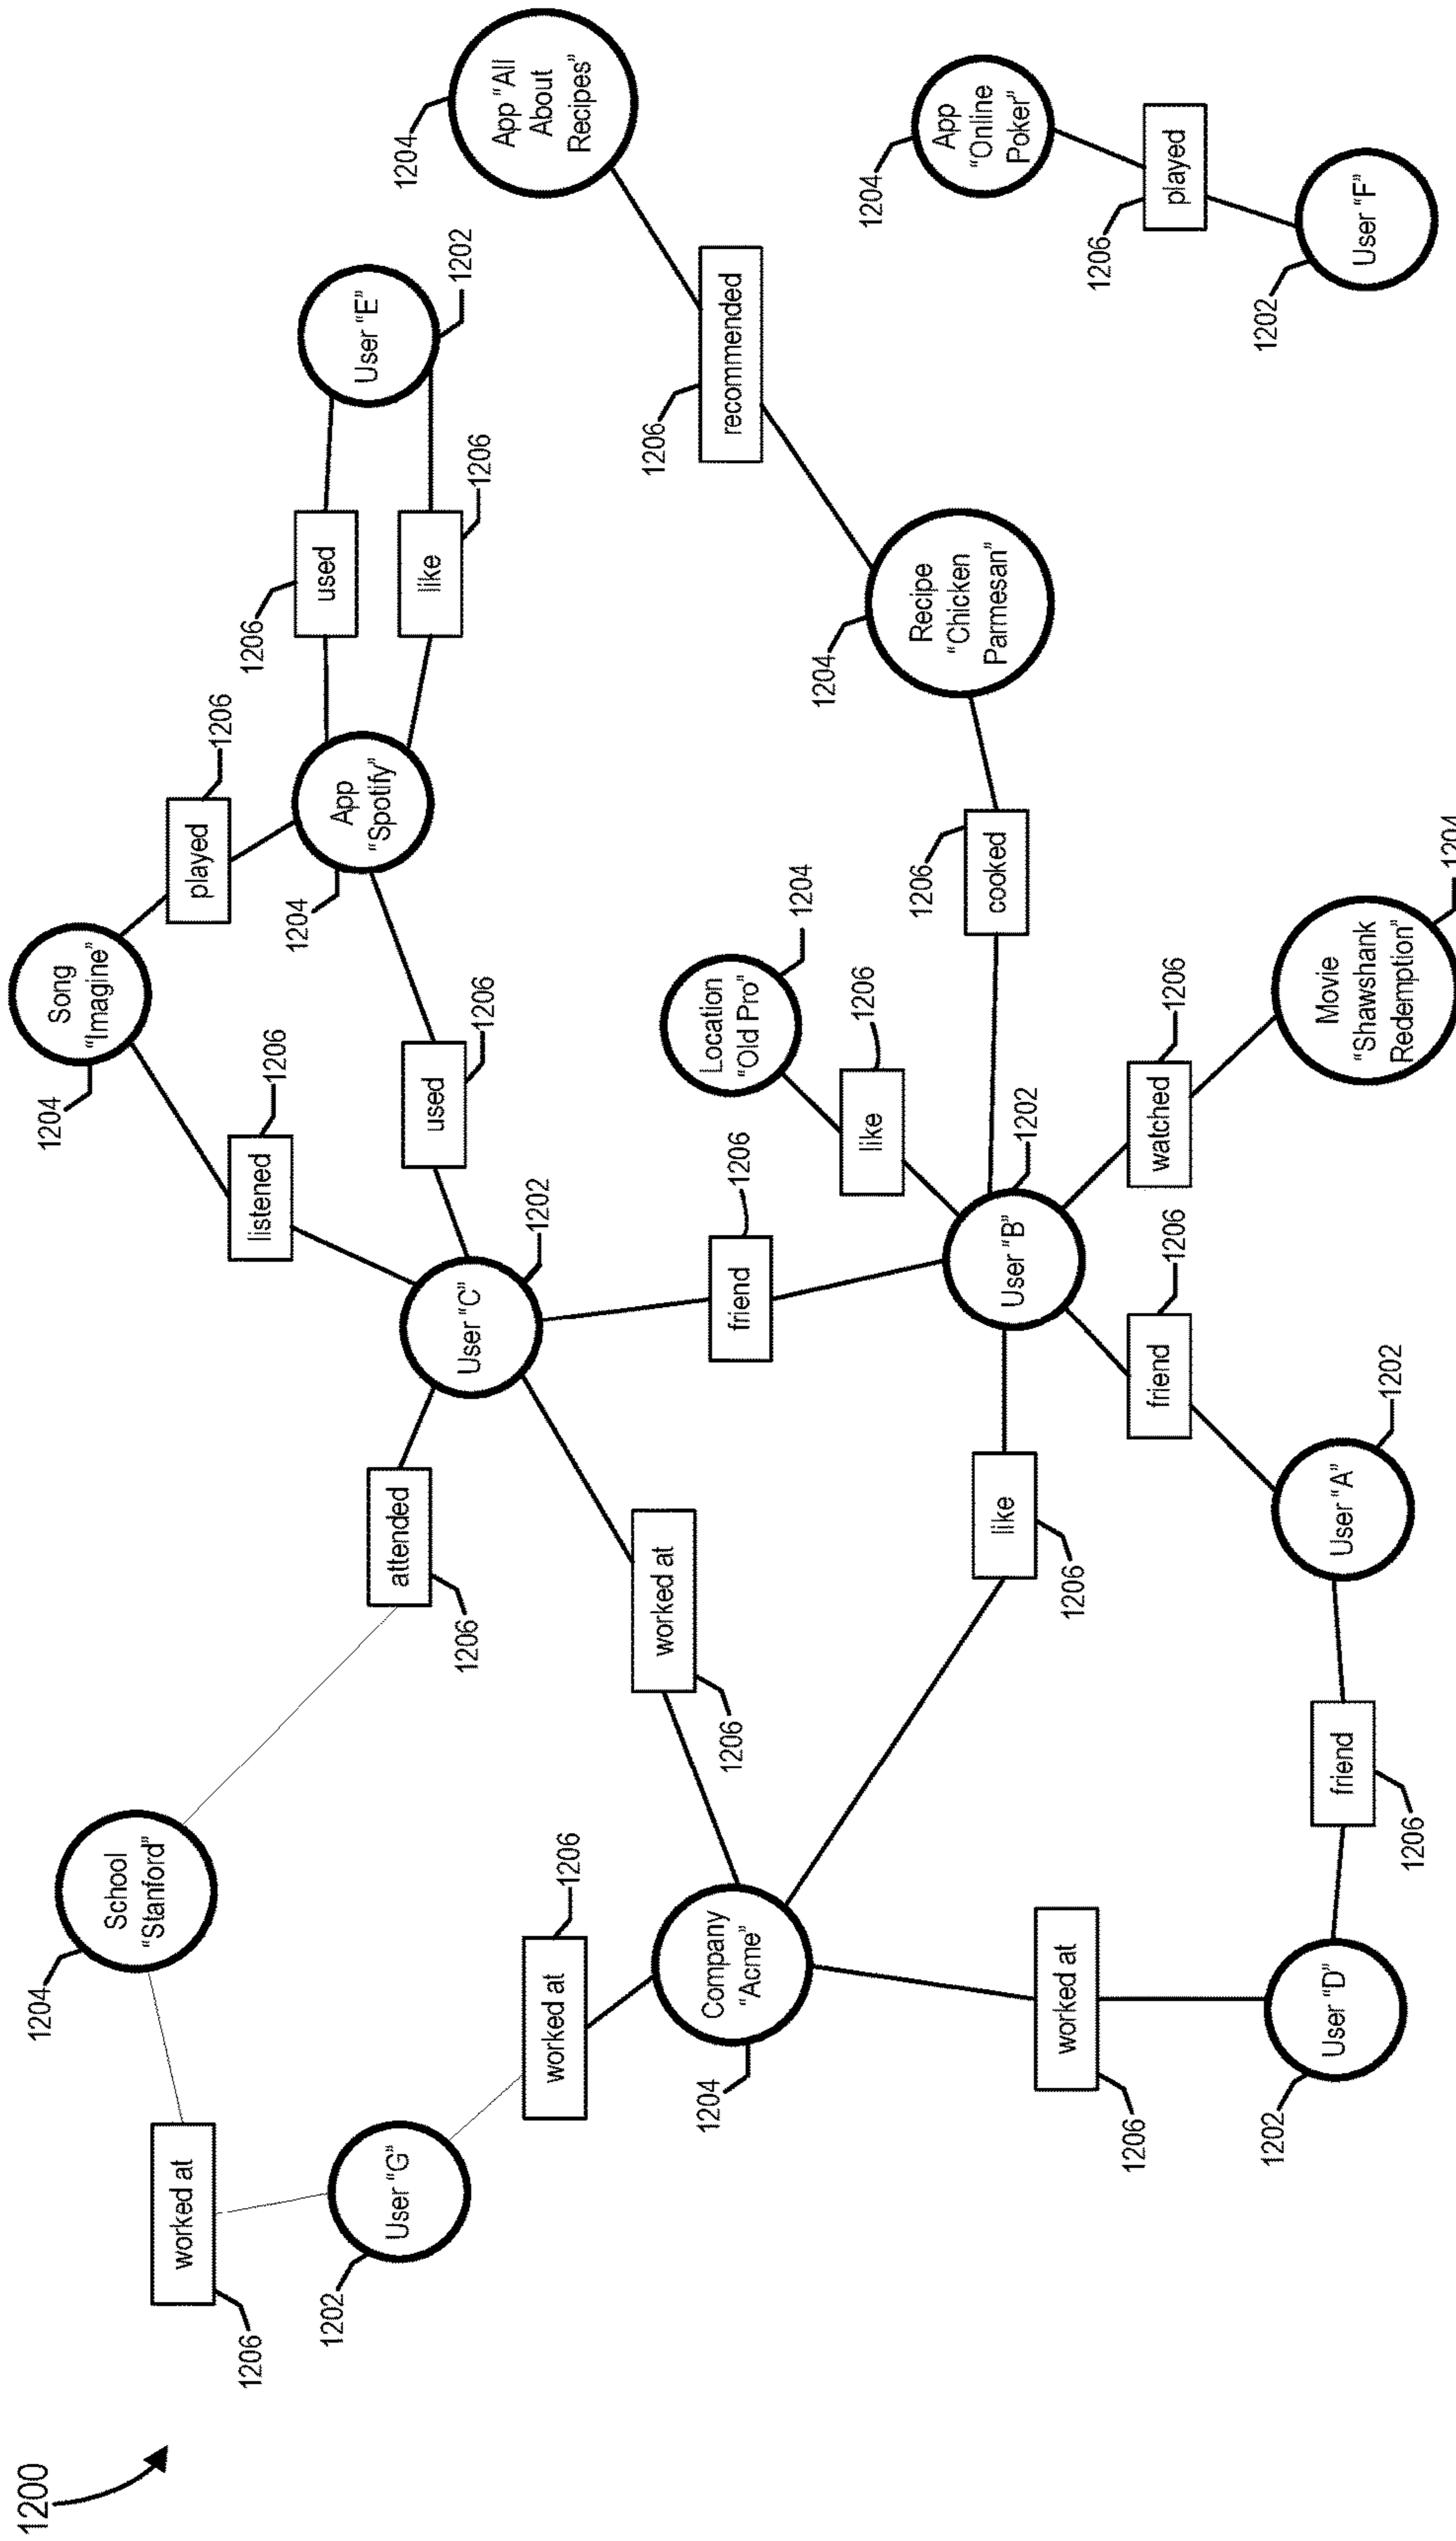 1200
1204
School
“Stanford”
1204
Song
“Imagine”
worked at
1206
listened
1206
played
1206
1202
User “G”
attended
1206
1204
App
“Spotify”
1206
used
User “E”
1202
like
1206
used
1206
User “C”
1202
1204
App “All
About
Recipes”
worked at
1206
worked at
1206
1206
recommended
1204
Company
“Acme”
friend
1206
Location
“Old Pro”
1204
like
1206
1204
Recipe
“Chicken
Parmesan”
1206
cooked
1204
App
“Online
Poker”
like
1206
User “B”
1202
worked at
1206
friend
1206
watched
1206
1206
played
1202
User “D”
friend
1206
User “A”
1202
Movie
“Shawshank
Redemption”
1204
1202
User “F”